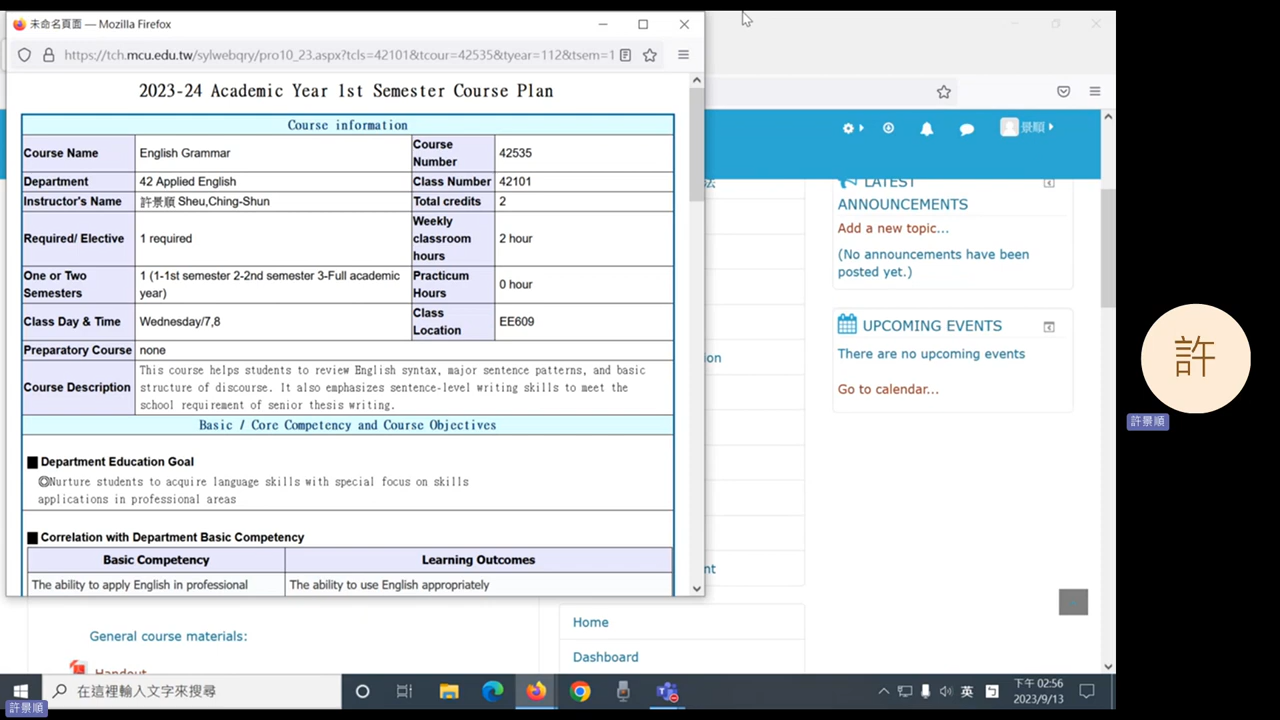 未命名頁面 — Mozilla Firefox
https://tch.mcu.edu.tw/sylwebqry/pro10_23.aspx?tcls=42101&tcour=42535&tyear=112&tsem=1
2023-24 Academic Year 1st Semester Course Plan
Course information
Course Name English Grammar Course Number 42535
Department 42 Applied English Class Number 42101
Instructor's Name 許景順 Sheu,Ching-Shun Total credits 2
Required/ Elective 1 required Weekly classroom hours 2 hour
One or Two Semesters 1 (1-1st semester 2-2nd semester 3-Full academic year) Practicum Hours 0 hour
Class Day & Time Wednesday/7,8 Class Location EE609
Preparatory Course none
Course Description This course helps students to review English syntax, major sentence patterns, and basic
structure of discourse. It also emphasizes sentence-level writing skills to meet the
school requirement of senior thesis writing.
Basic / Core Competency and Course Objectives
■ Department Education Goal
◎Nurture students to acquire language skills with special focus on skills
applications in professional areas
■ Correlation with Department Basic Competency
Basic Competency Learning Outcomes
The ability to apply English in professional The ability to use English appropriately
景順
LATEST
ANNOUNCEMENTS
Add a new topic...
(No announcements have been
posted yet.)
UPCOMING EVENTS
There are no upcoming events
Go to calendar...
ion
nt
General course materials:
Handout
Home
Dashboard
許
許景順
在這裡輸入文字來搜尋
英
下午 02:56
2023/9/13
許景順